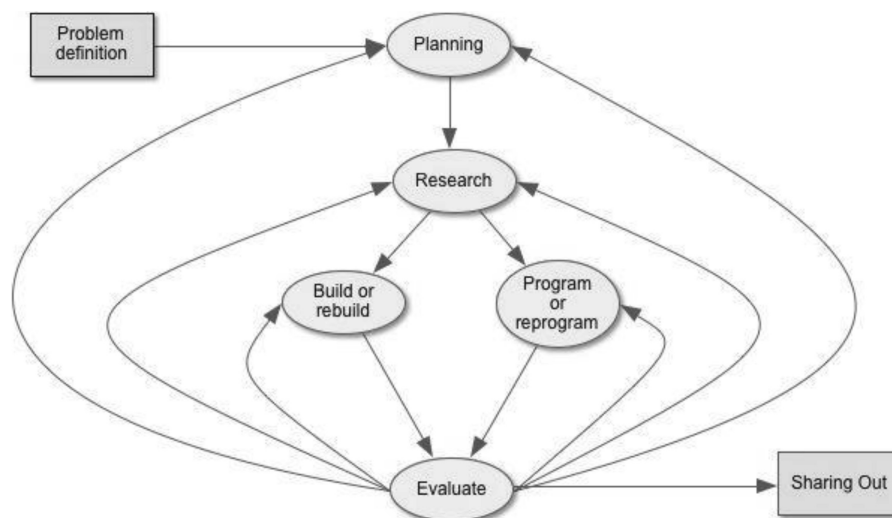 Problem
definition
Planning
Research
Build or
rebuild
Program
or
reprogram
Evaluate
Sharing Out